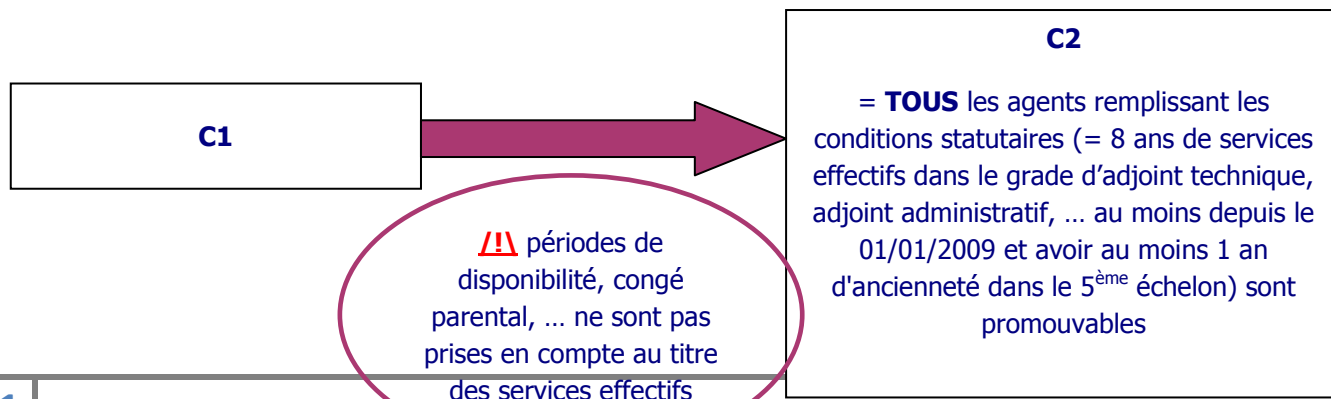 C1
C2
= TOUS les agents remplissant les
conditions statutaires (= 8 ans de services
effectifs dans le grade d’adjoint technique,
adjoint administratif, … au moins depuis le
01/01/2009 et avoir au moins 1 an
d'ancienneté dans le 5ème échelon) sont
promouvables
/!\ périodes de
disponibilité, congé
parental, … ne sont pas
prises en compte au titre
des services effectifs